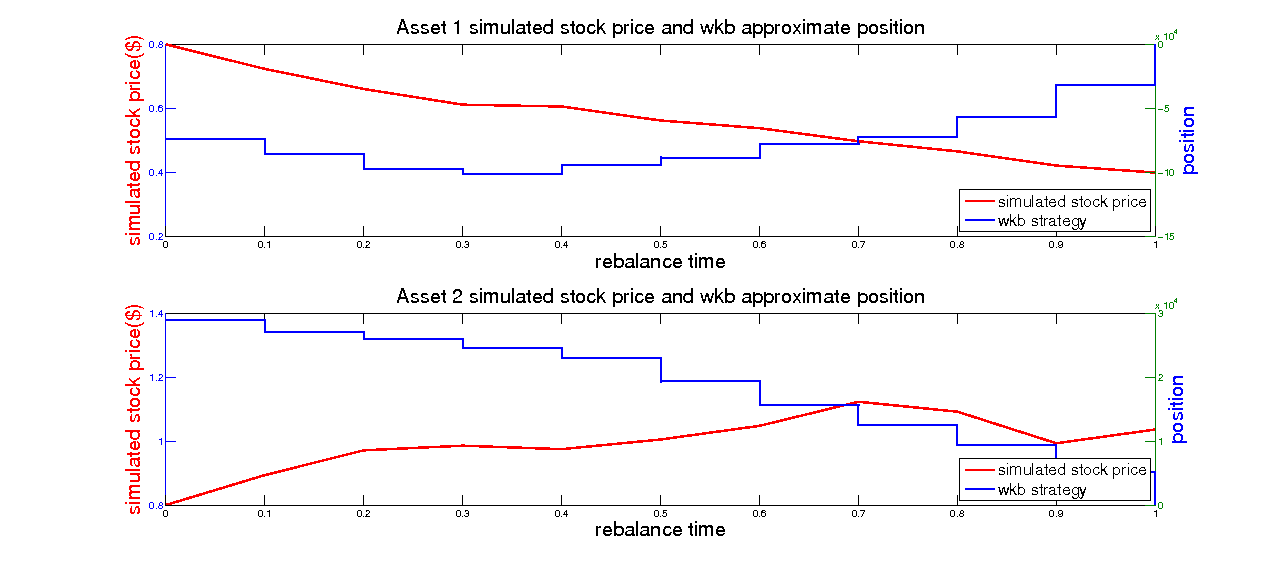 Asset 1 simulated stock price and wkb approximate position
x 10^4
simulated stock price($)
0.8
0.6
0.4
0.2
0
-5
-10
-15
position
simulated stock price
wkb strategy
0 0.1 0.2 0.3 0.4 0.5 0.6 0.7 0.8 0.9 1
rebalance time
Asset 2 simulated stock price and wkb approximate position
x 10^4
simulated stock price($)
1.4
1.2
1
0.8
3
2
1
0
position
simulated stock price
wkb strategy
0 0.1 0.2 0.3 0.4 0.5 0.6 0.7 0.8 0.9 1
rebalance time